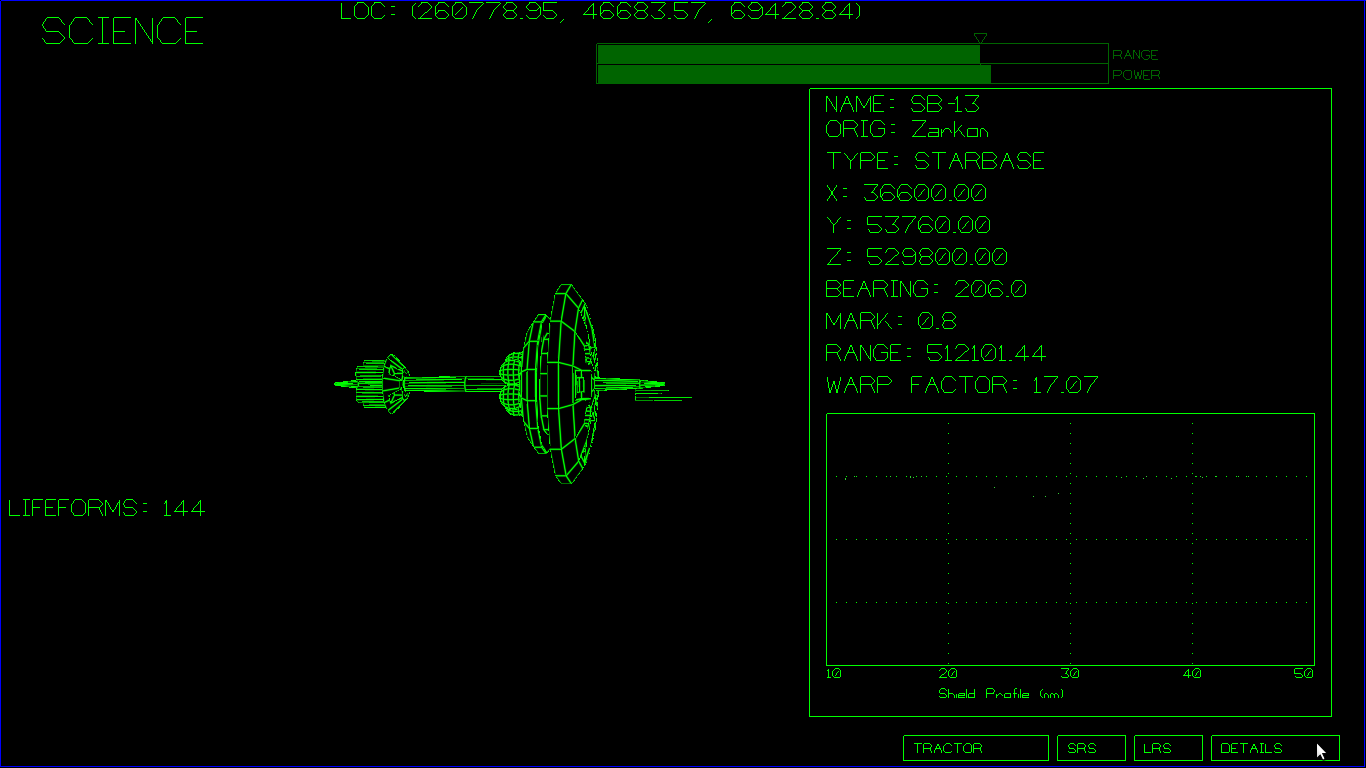 LOC: (260778.95, 46683.57, 69428.84)
SCIENCE
RANGE
POWER
NAME: SB-13
ORIG: Zarkon
TYPE: STARBASE
X: 36600.00
Y: 53760.00
Z: 529800.00
BEARING: 206.0
MARK: 0.8
RANGE: 512101.44
WARP FACTOR: 17.07
LIFEFORMS: 144
10 20 30 40 50
Shield Profile (nm)
TRACTOR SRS LRS DETAILS